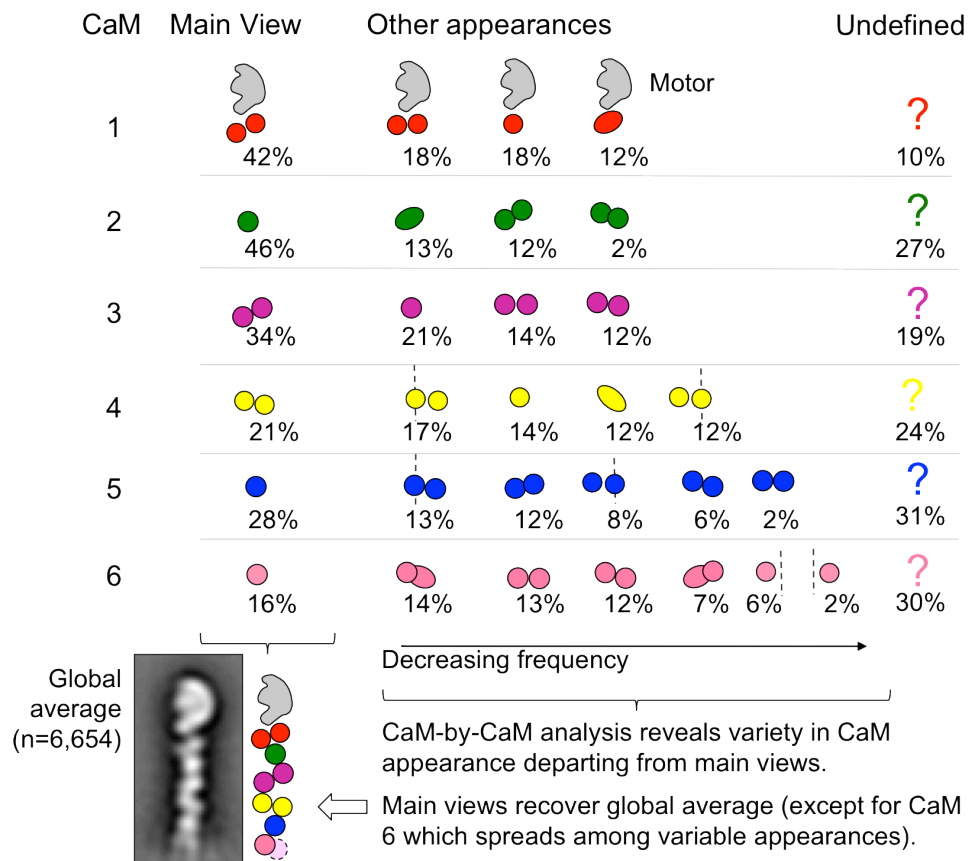 CaM Main View Other appearances Undefined
Motor
1 ?
42% 18% 18% 12% 10%
2 ?
46% 13% 12% 2% 27%
3 ?
34% 21% 14% 12% 19%
4 ?
21% 17% 14% 12% 12% 24%
5 ?
28% 13% 12% 8% 6% 2% 31%
6 ?
16% 14% 13% 12% 7% 6% 2% 30%
Global
average
(n=6,654)
Decreasing frequency
CaM-by-CaM analysis reveals variety in CaM
appearance departing from main views.
Main views recover global average (except for CaM
6 which spreads among variable appearances).